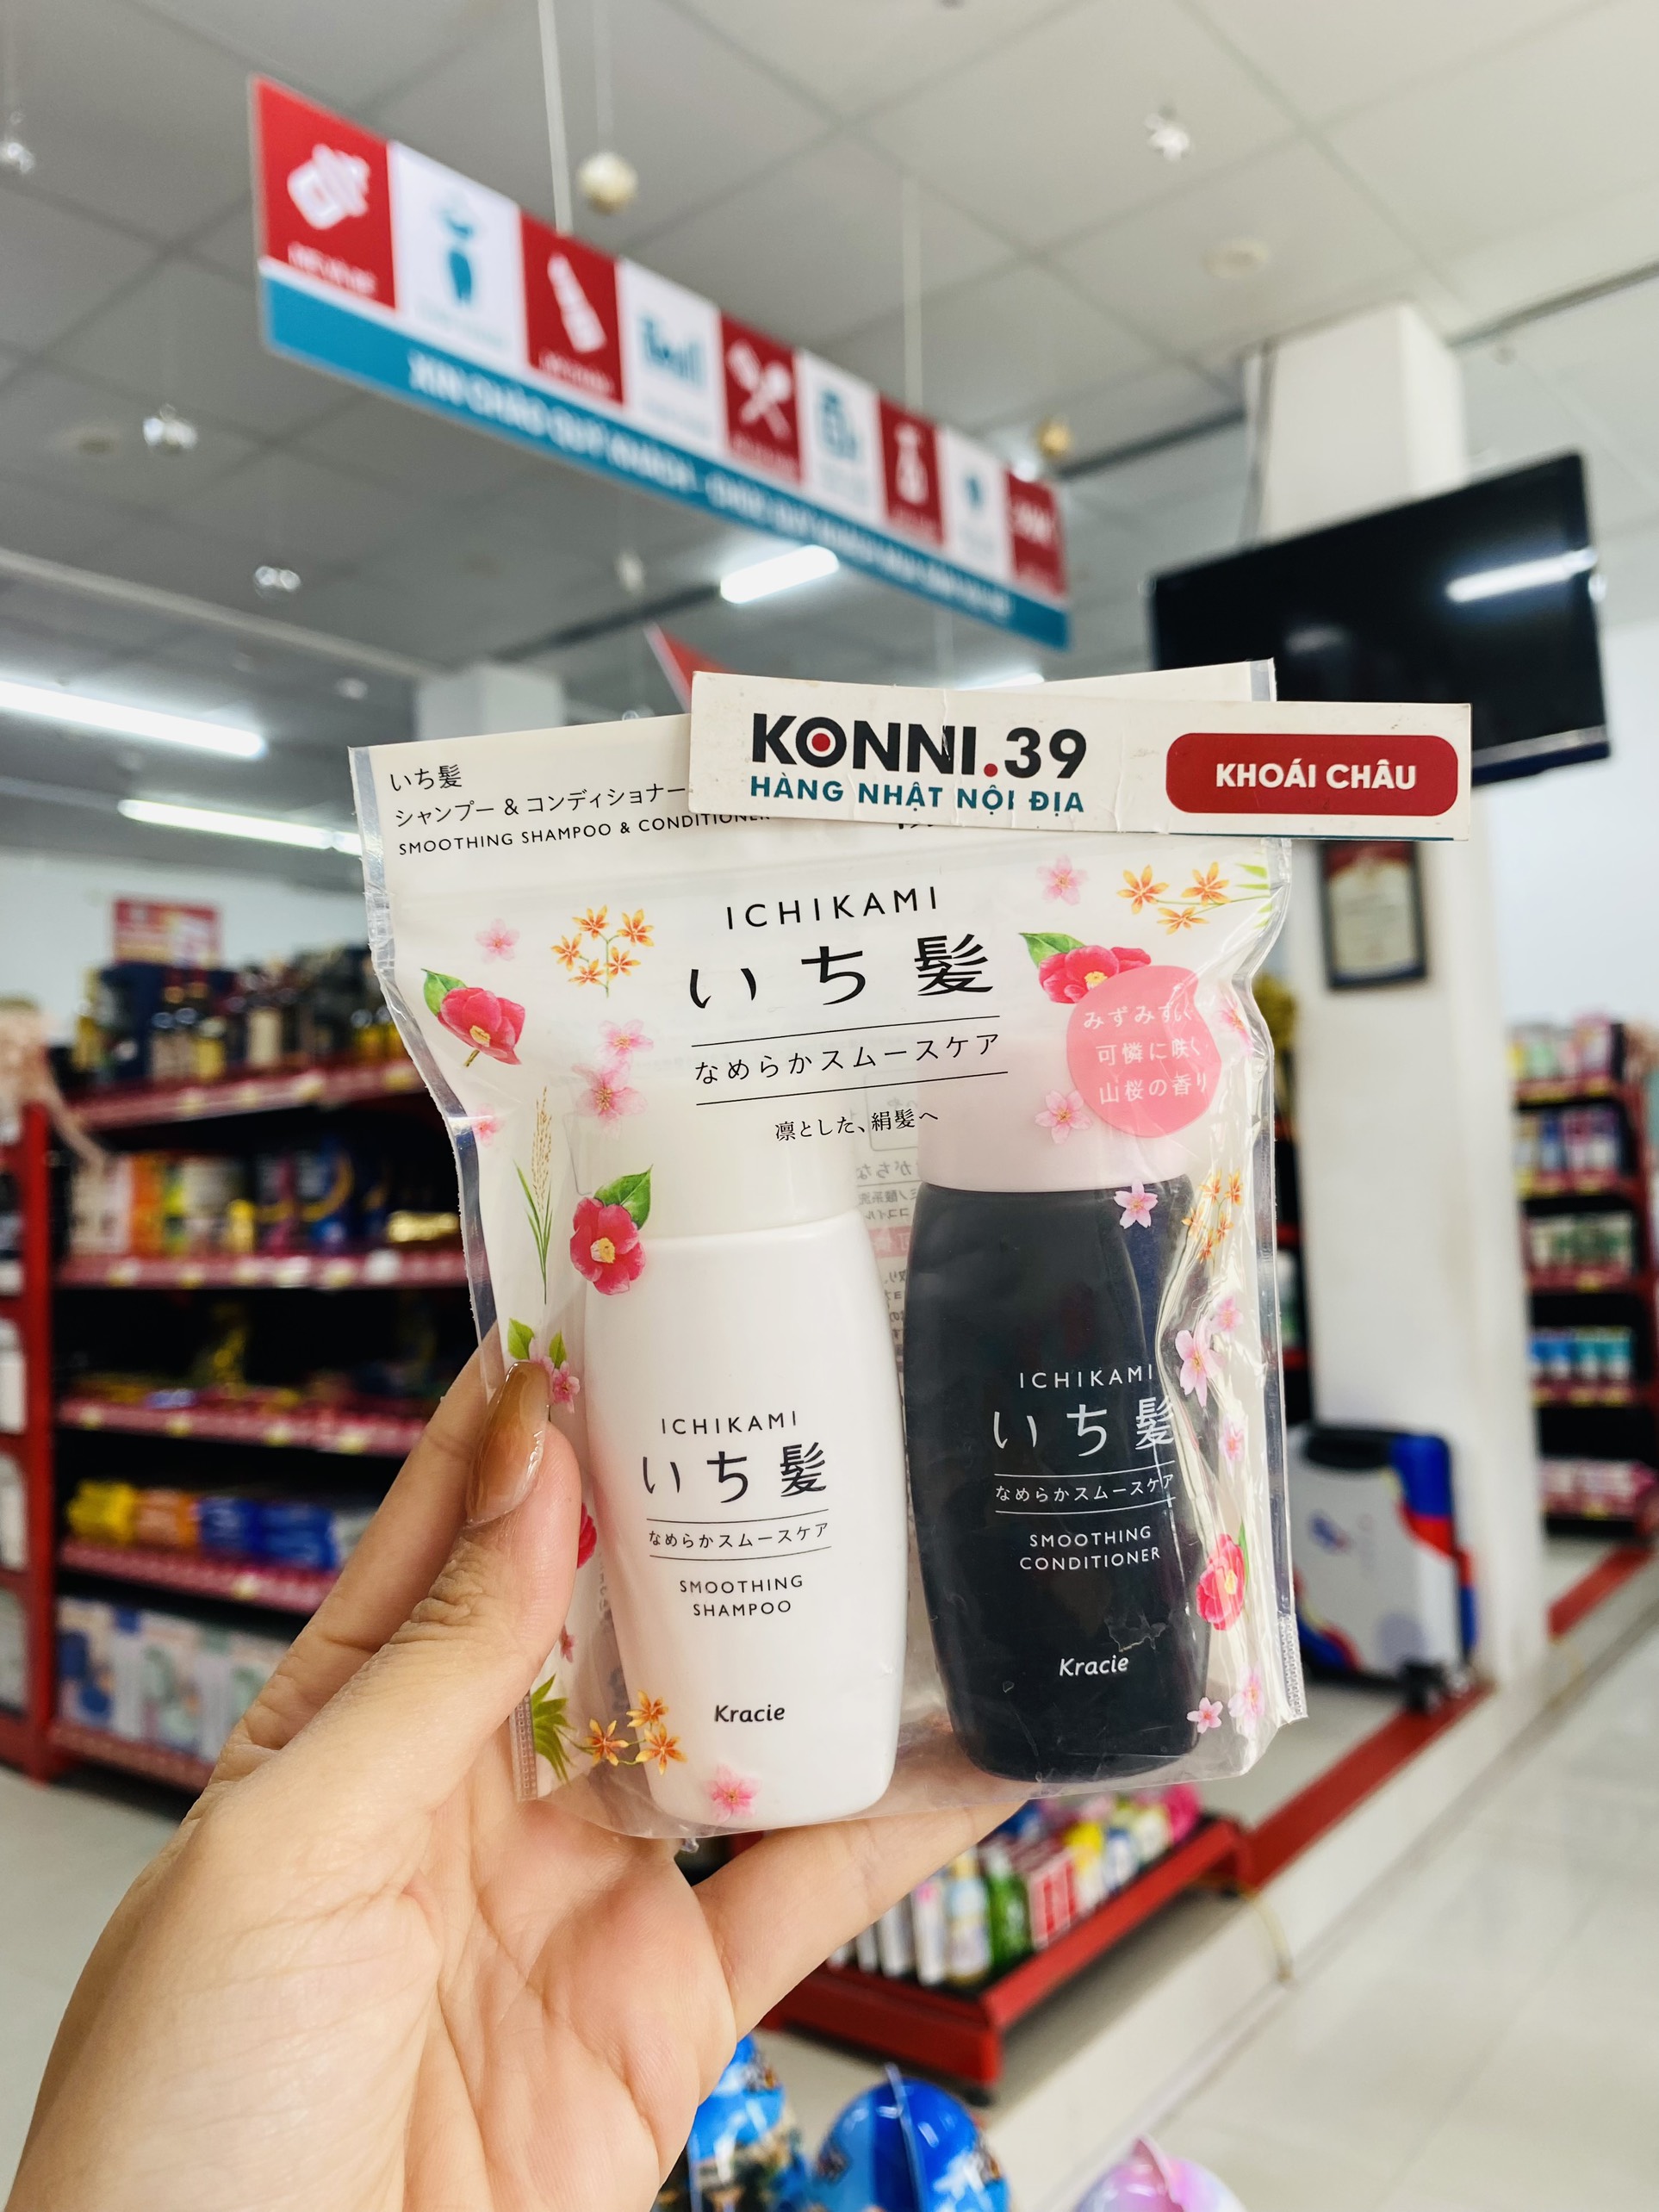 XIN CHÀO QUÝ KHÁCH
KONNI.39
HÀNG NHẬT NỘI ĐỊA
KHOÁI CHÂU
いち髪
シャンプー & コンディショナー
SMOOTHING SHAMPOO & CONDITIONER
ICHIKAMI
いち髪
なめらかスムースケア
凛とした、絹髪へ
みずみずしく
可憐に咲く
山桜の香り
ICHIKAMI
いち髪
なめらかスムースケア
SMOOTHING
SHAMPOO
Kracie
ICHIKAMI
いち髪
なめらかスムースケア
SMOOTHING
CONDITIONER
Kracie